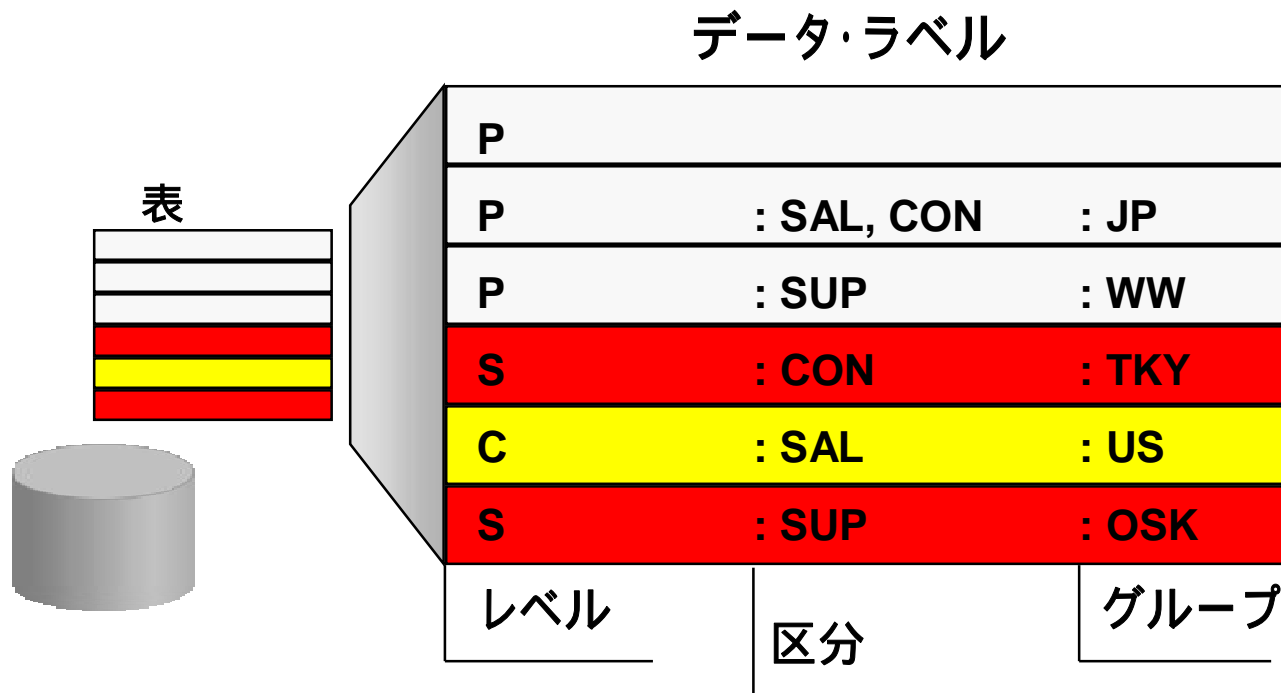 データ・ラベル
表
P
P : SAL, CON : JP
P : SUP : WW
S : CON : TKY
C : SAL : US
S : SUP : OSK
レベル
区分
グループ